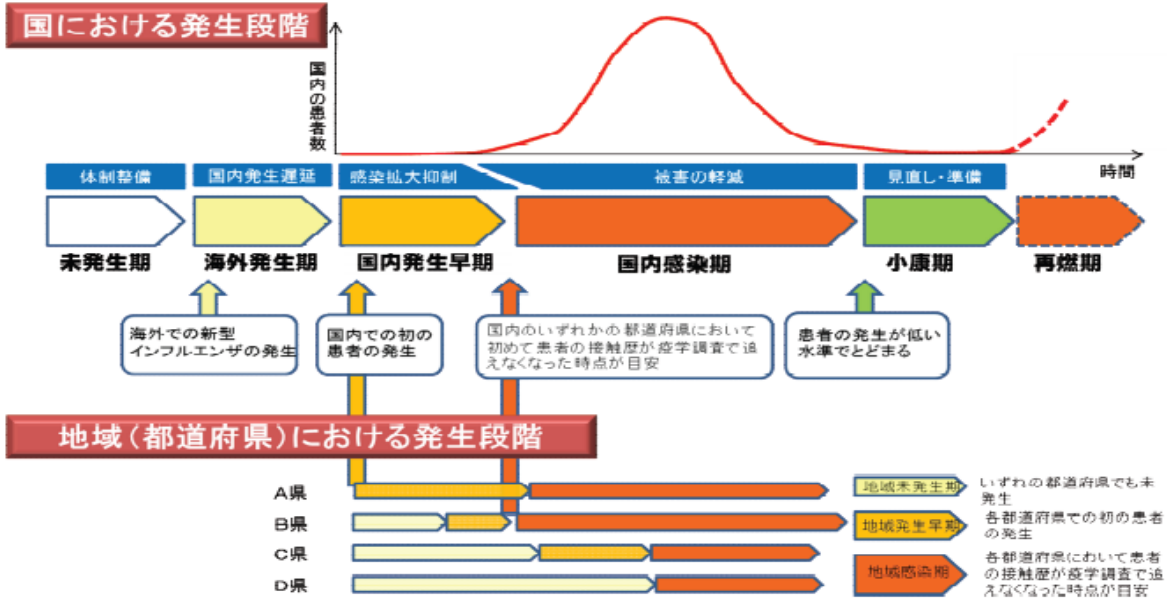 国における発生段階
国内の患者数
時間
体制整備
国内発生遅延
感染拡大抑制
被害の軽減
見直し・準備
未発生期
海外発生期
国内発生早期
国内感染期
小康期
再燃期
海外での新型
インフルエンザの発生
国内での初の
患者の発生
国内のいずれかの都道府県において
初めて患者の接触歴が疫学調査で追
えなくなった時点が目安
患者の発生が低い
水準でとどまる
地域(都道府県)における発生段階
A県
B県
C県
D県
地域未発生期
いずれの都道府県でも未
発生
地域発生早期
各都道府県での初の患者
の発生
地域感染期
各都道府県において患者
の接触歴が疫学調査で追
えなくなった時点が目安